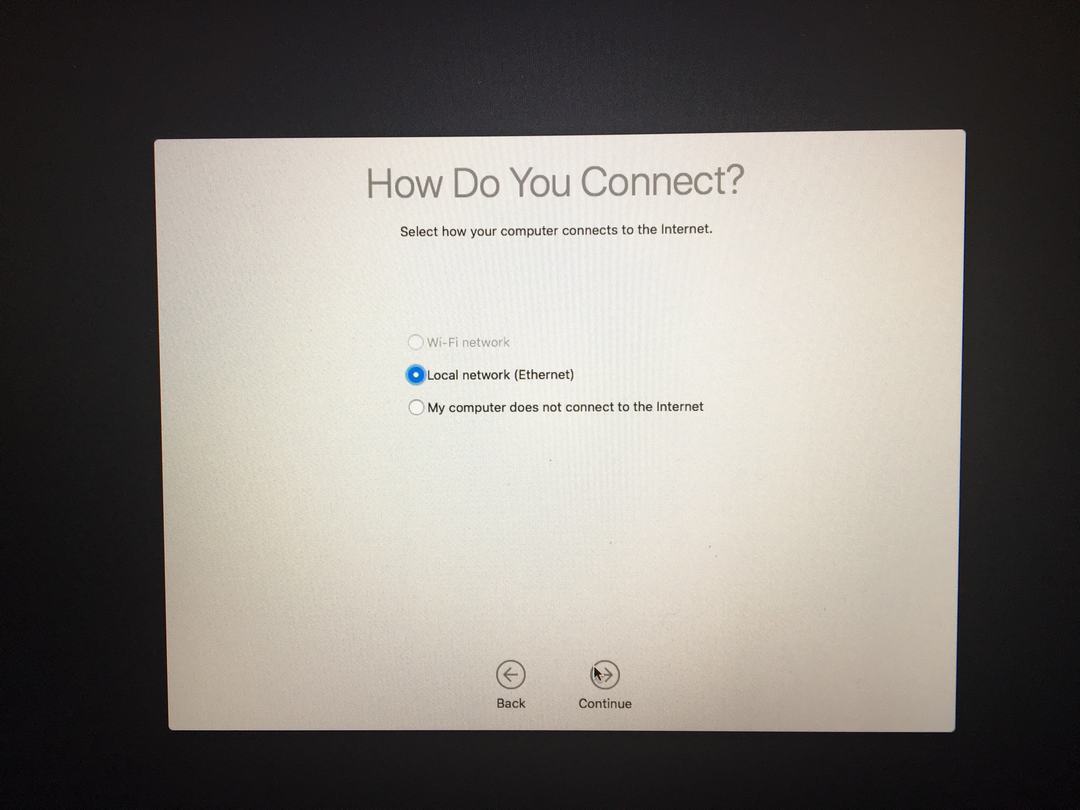 How Do You Connect?
Select how your computer connects to the Internet.
Wi-Fi network
Local network (Ethernet)
My computer does not connect to the Internet
Back Continue